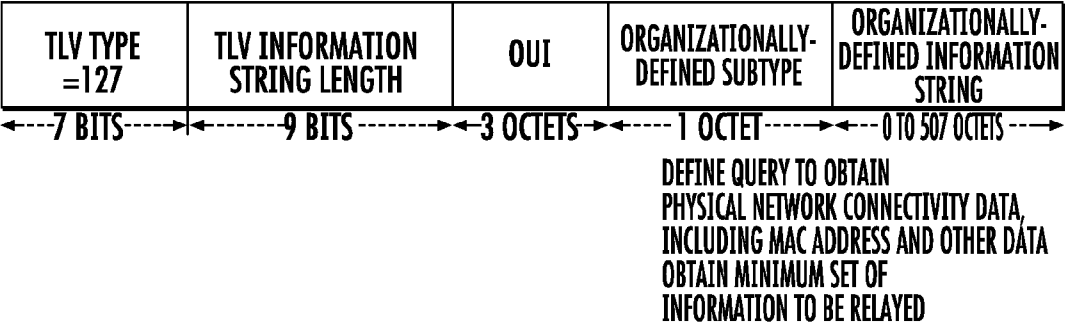 TLV TYPE
=127
TLV INFORMATION
STRING LENGTH
OUI
ORGANIZATIONALLY-
DEFINED SUBTYPE
ORGANIZATIONALLY-
DEFINED INFORMATION
STRING
7 BITS
9 BITS
3 OCTETS
1 OCTET
0 TO 507 OCTETS
DEFINE QUERY TO OBTAIN
PHYSICAL NETWORK CONNECTIVITY DATA,
INCLUDING MAC ADDRESS AND OTHER DATA
OBTAIN MINIMUM SET OF
INFORMATION TO BE RELAYED